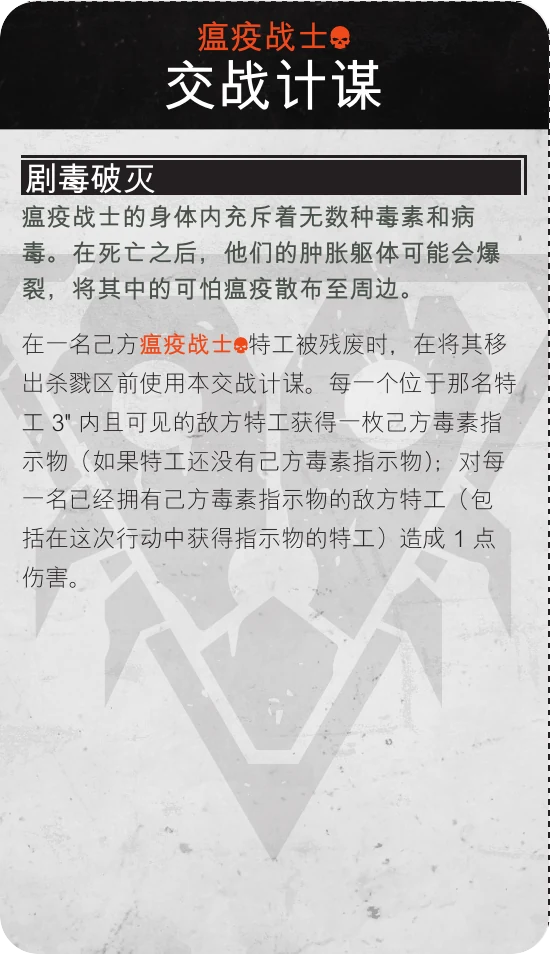 瘟疫战士
交战计谋
剧毒破灭
瘟疫战士的身体内充斥着无数种毒素和病
毒。在死亡之后，他们的肿胀躯体可能会爆
裂，将其中的可怕瘟疫散布至周边。
在一名己方瘟疫战士特工被残废时，在将其移
出杀戮区前使用本交战计谋。每一个位于那名特
工 3" 内且可见的敌方特工获得一枚己方毒素指
示物（如果特工还没有己方毒素指示物）；对每
一名已经拥有己方毒素指示物的敌方特工（包
括在这次行动中获得指示物的特工）造成 1 点
伤害。